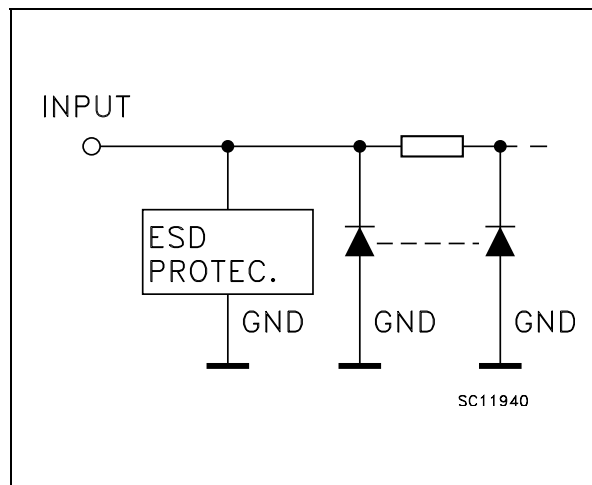 INPUT
ESD
PROTEC.
GND GND GND
SC11940